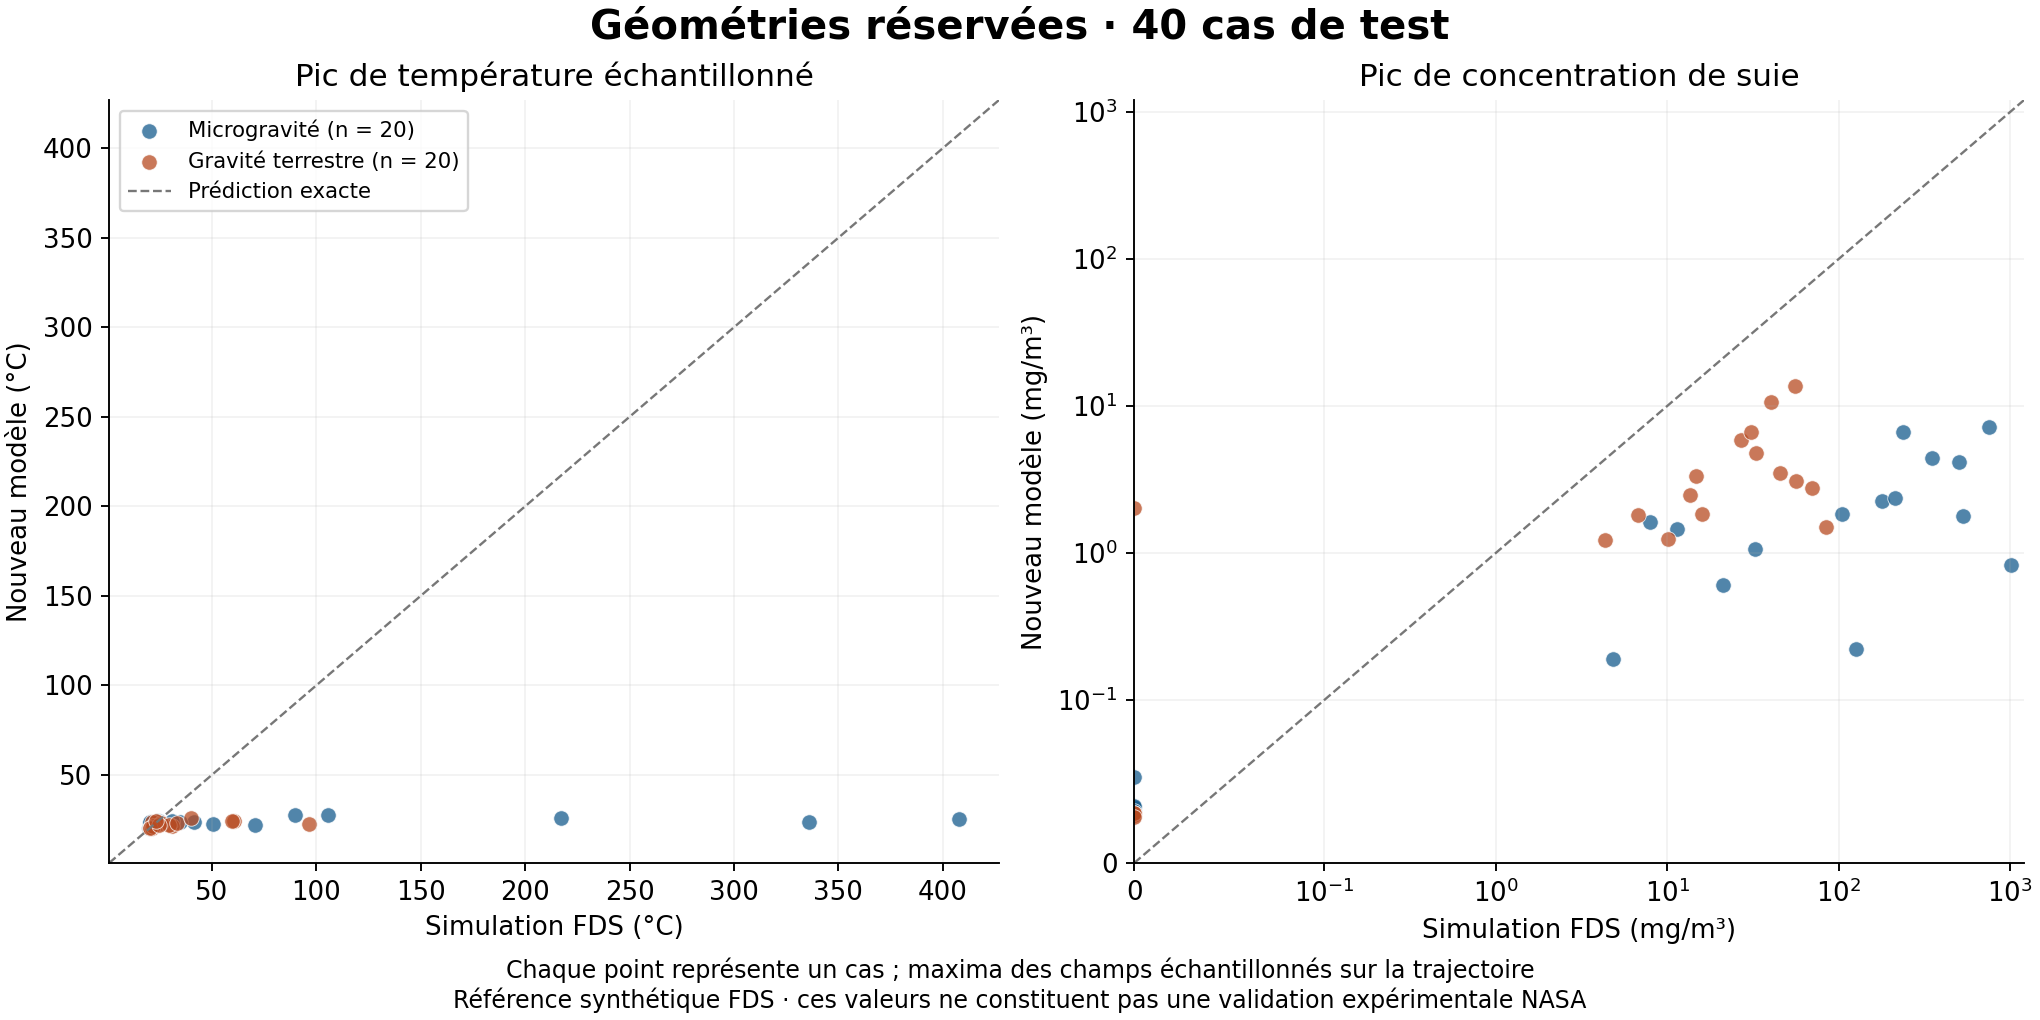 Géométries réservées · 40 cas de test
Pic de température échantillonné
Microgravité (n = 20)
Gravité terrestre (n = 20)
Prédiction exacte
400
350
300
250
200
150
100
50
Nouveau modèle (°C)
50 100 150 200 250 300 350 400
Simulation FDS (°C)
Pic de concentration de suie
10³
10²
10¹
10⁰
10⁻¹
0
Nouveau modèle (mg/m³)
0 10⁻¹ 10⁰ 10¹ 10² 10³
Simulation FDS (mg/m³)
Chaque point représente un cas ; maxima des champs échantillonnés sur la trajectoire
Référence synthétique FDS · ces valeurs ne constituent pas une validation expérimentale NASA